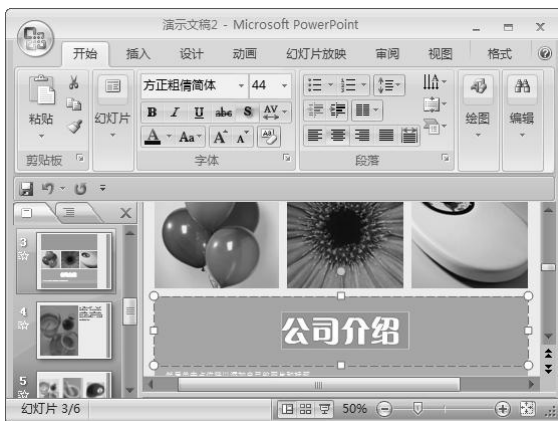 演示文稿2 - Microsoft PowerPoint
开始 插入 设计 动画 幻灯片放映 审阅 视图 格式
粘贴 幻灯片 方正粗倩简体 44 绘图 编辑
B I U abc S AV
A Aa A A
剪贴板 字体 段落
3
4
公司介绍
5
幻灯片 3/6 50%